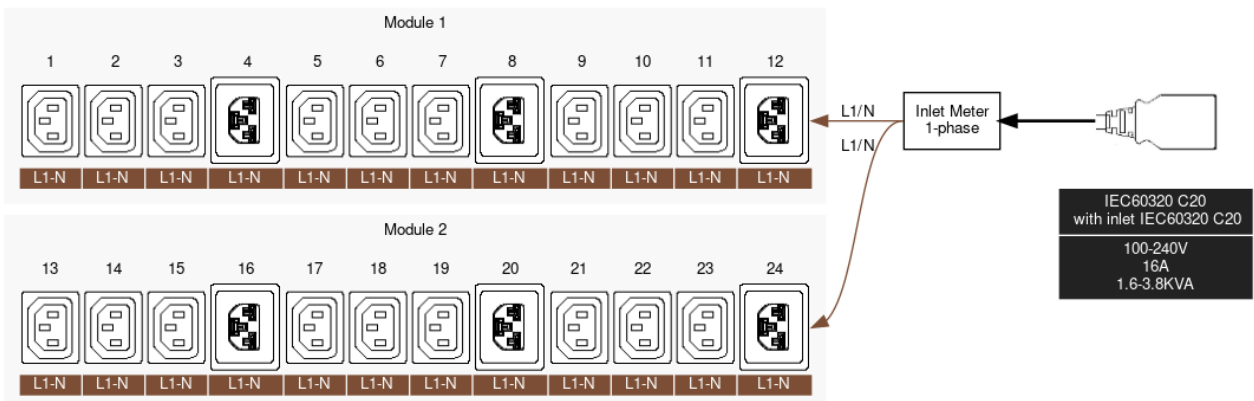 Module 1
1 2 3 4 5 6 7 8 9 10 11 12
L1-N L1-N L1-N L1-N L1-N L1-N L1-N L1-N L1-N L1-N L1-N L1-N
L1/N
L1/N
Inlet Meter
1-phase
IEC60320 C20
with inlet IEC60320 C20
100-240V
16A
1.6-3.8KVA
Module 2
13 14 15 16 17 18 19 20 21 22 23 24
L1-N L1-N L1-N L1-N L1-N L1-N L1-N L1-N L1-N L1-N L1-N L1-N